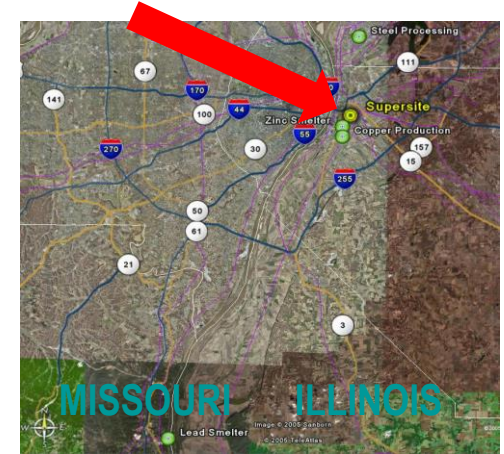 Steel Processing
111
67
170
141
Supersite
44
100
Zinc Smelter
55
Copper Production
30
157
270
15
255
50
61
21
3
MISSOURI ILLINOIS
N
W E
Image © 2005 Sanborn
Lead Smelter
© 2005 TeleAtlas